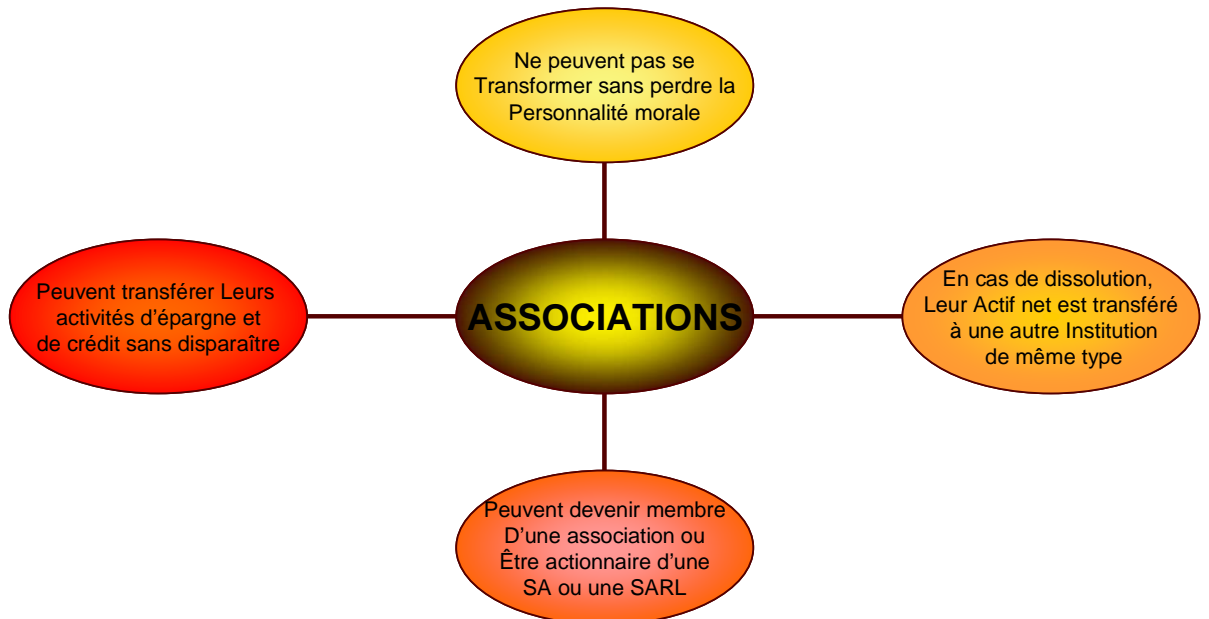 Ne peuvent pas se
Transformer sans perdre la
Personnalité morale
Peuvent transférer Leurs
activités d'épargne et
de crédit sans disparaître
ASSOCIATIONS
En cas de dissolution,
Leur Actif net est transféré
à une autre Institution
de même type
Peuvent devenir membre
D'une association ou
Être actionnaire d'une
SA ou une SARL